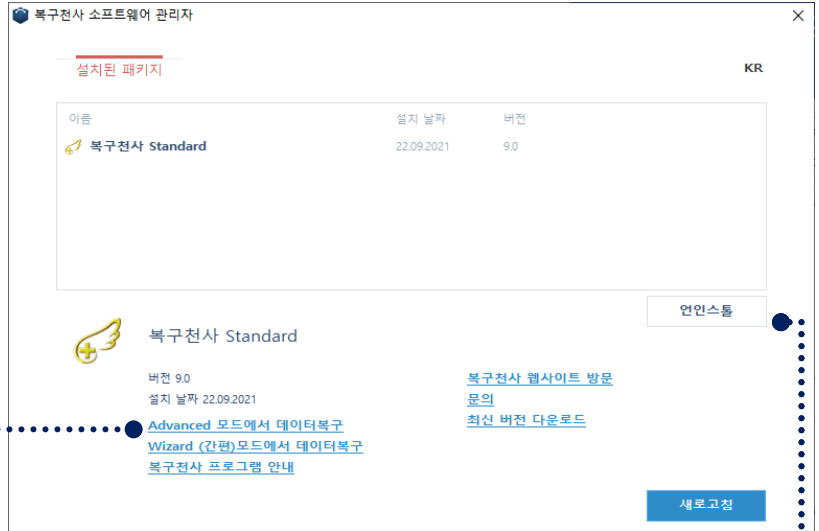 복구천사 소프트웨어 관리자
설치된 패키지
KR
이름 설치 날짜 버전
복구천사 Standard 22.09.2021 9.0
언인스톨
복구천사 Standard
버전 9.0
설치 날짜 22.09.2021
Advanced 모드에서 데이터복구
Wizard (간편)모드에서 데이터복구
복구천사 프로그램 안내
복구천사 웹사이트 방문
문의
최신 버전 다운로드
새로고침